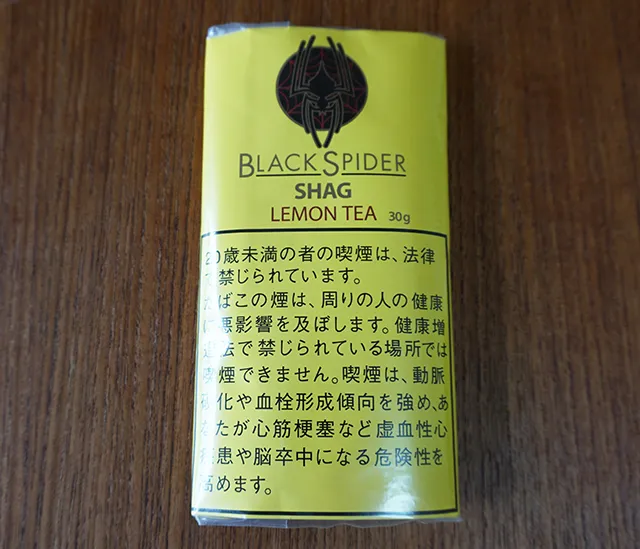 BLACK SPIDER
SHAG
LEMON TEA 30g
20歳未満の者の喫煙は、法律
で禁じられています。
たばこの煙は、周りの人の健康
に悪影響を及ぼします。健康増
進法で禁じられている場所では
喫煙できません。喫煙は、動脈
硬化や血栓形成傾向を強め、あ
なたが心筋梗塞など虚血性心
疾患や脳卒中になる危険性を
高めます。